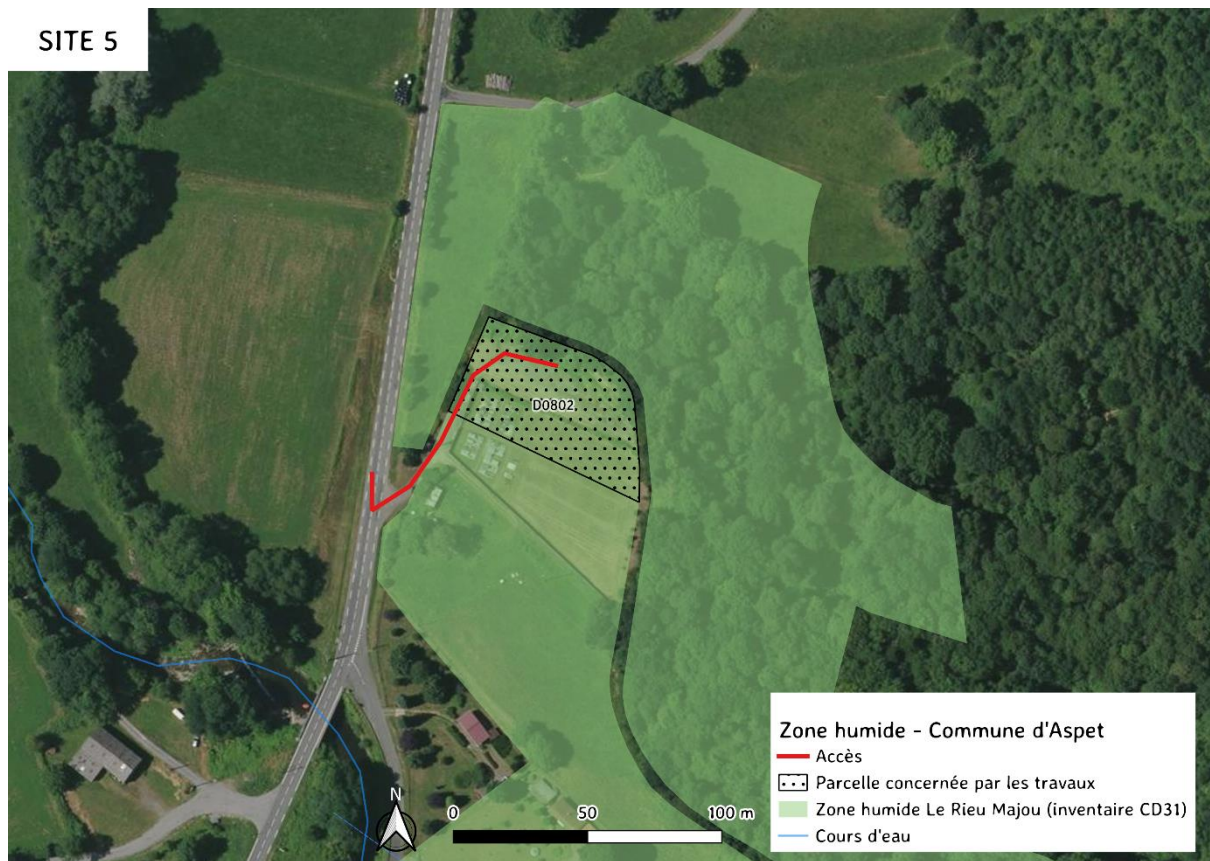 SITE 5
D0802
Zone humide - Commune d'Aspet
Accès
Parcelle concernée par les travaux
Zone humide Le Rieu Majou (inventaire CD31)
Cours d'eau
N
0 50 100 m